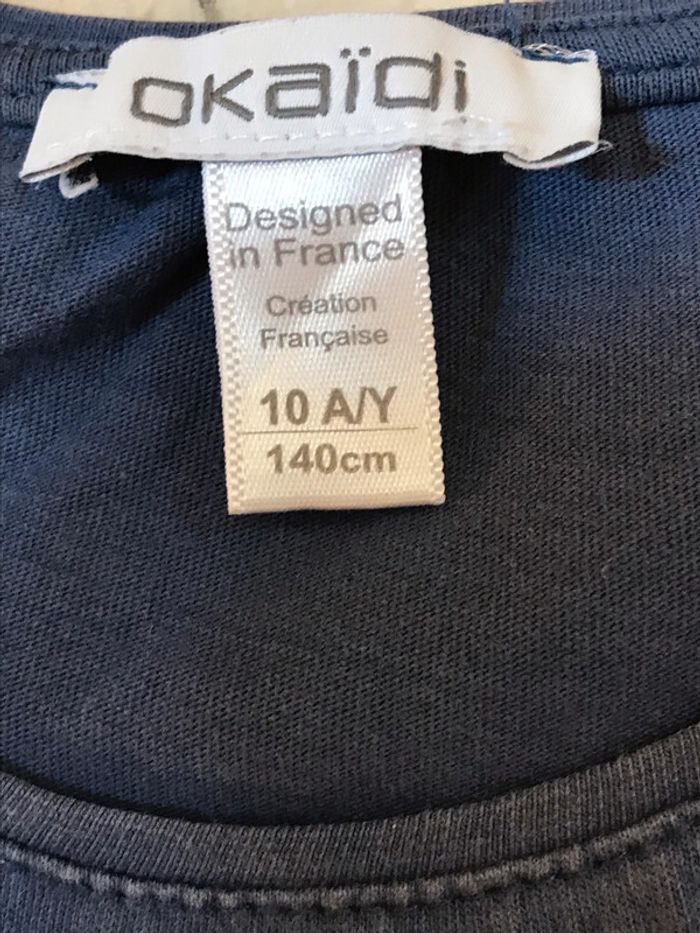 okaïdi
Designed
in France
Création
Française
10 A/Y
140cm